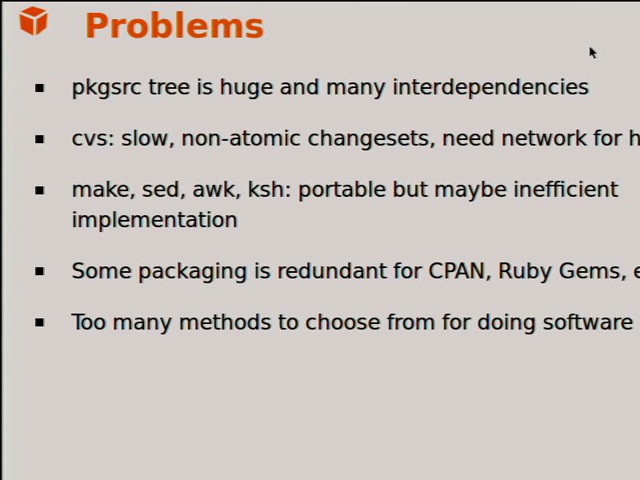 Problems
pkgsrc tree is huge and many interdependencies
cvs: slow, non-atomic changesets, need network for
make, sed, awk, ksh: portable but maybe inefficient
implementation
Some packaging is redundant for CPAN, Ruby Gems,
Too many methods to choose from for doing software